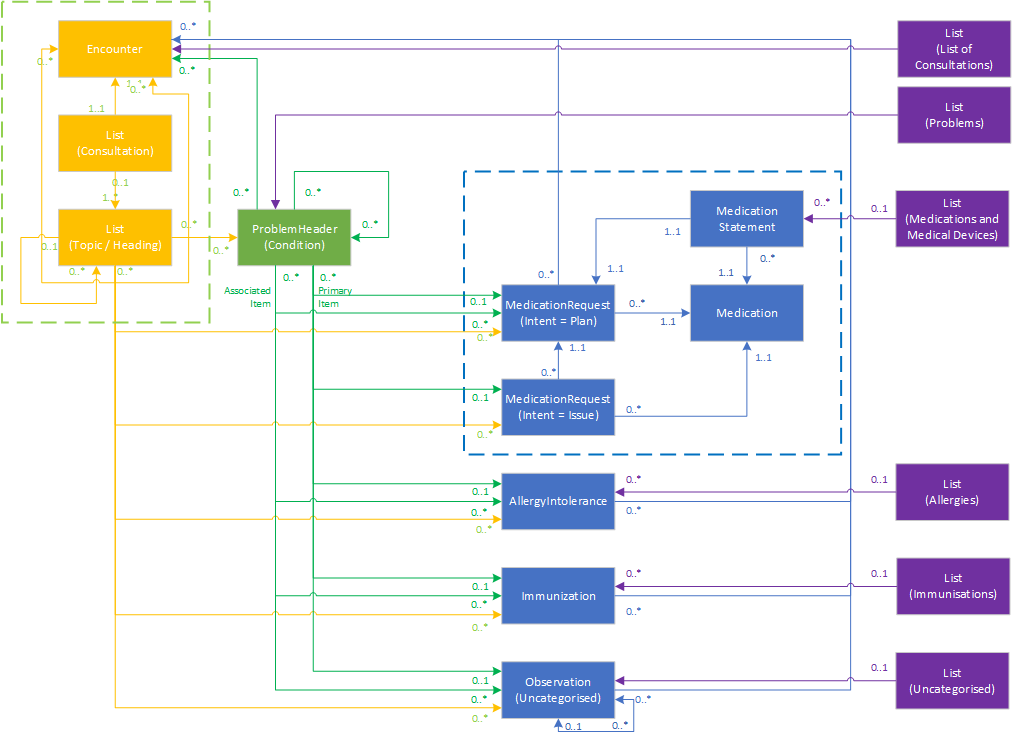 0..*
Encounter
0..*
0..*
1..*
0..*
1..1
List
(Consultation)
0..1
1..*
List
(Topic / Heading)
0..1
0..*
0..*
0..*
0..*
0..*
0..*
0..*
ProblemHeader
(Condition)
0..*
0..*
Associated
Item
Primary
Item
List
(List of
Consultations)
List
(Problems)
List
(Medications and
Medical Devices)
0..1
0..*
Medication
Statement
1..1
0..*
1..1
1..1
0..*
MedicationRequest
(Intent = Plan)
0..*
1..1
Medication
0..1
0..*
0..*
1..1
0..*
1..1
MedicationRequest
(Intent = Issue)
0..*
0..1
0..*
AllergyIntolerance
0..*
0..*
0..1
0..*
0..*
0..1
List
(Allergies)
Immunization
0..*
0..*
0..1
0..*
0..*
0..1
List
(Immunisations)
Observation
(Uncategorised)
0..*
0..1
0..*
0..*
0..1
0..*
0..1
List
(Uncategorised)